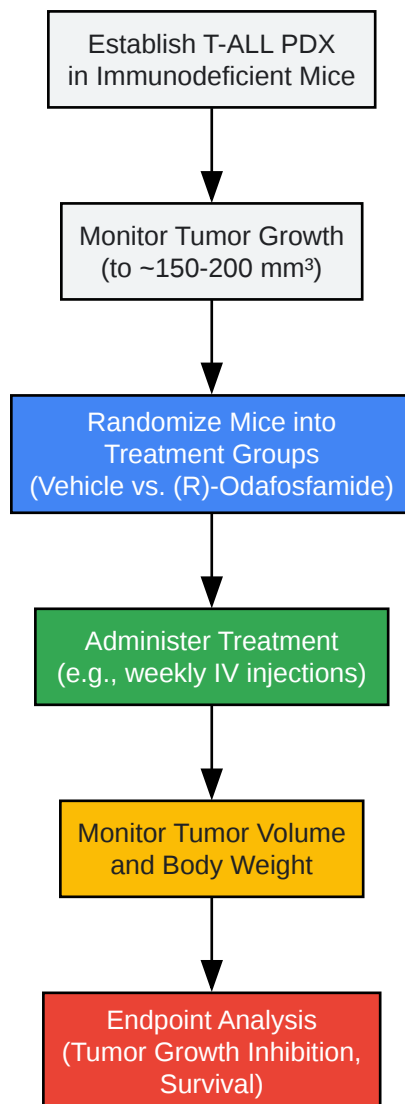 Establish T-ALL PDX
in Immunodeficient Mice
Monitor Tumor Growth
(to ~150-200 mm³)
Randomize Mice into
Treatment Groups
(Vehicle vs. (R)-Odafosfamide)
Administer Treatment
(e.g., weekly IV injections)
Monitor Tumor Volume
and Body Weight
Endpoint Analysis
(Tumor Growth Inhibition,
Survival)